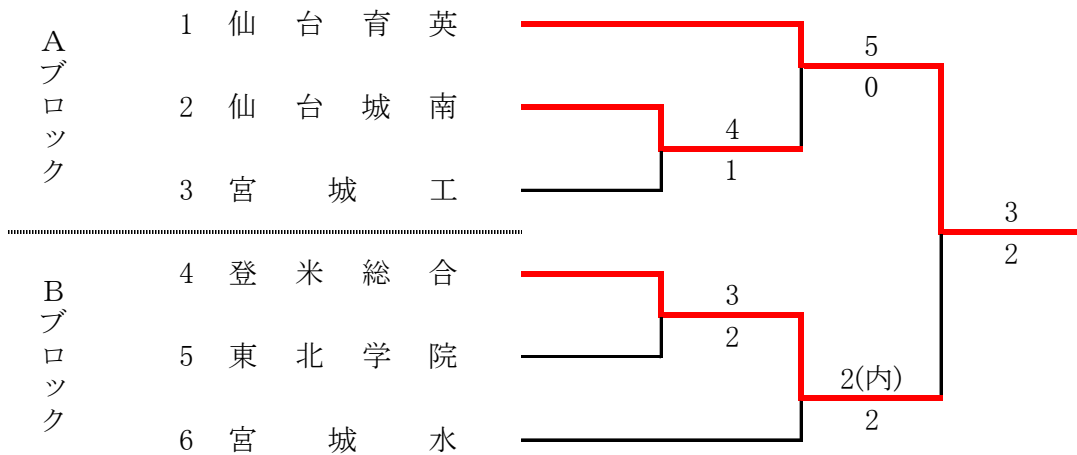 Aブロック
1 仙台育英
2 仙台城南
3 宮城工
4
1
5
0
3
2
Bブロック
4 登米総合
5 東北学院
6 宮城水
3
2
2(内)
2